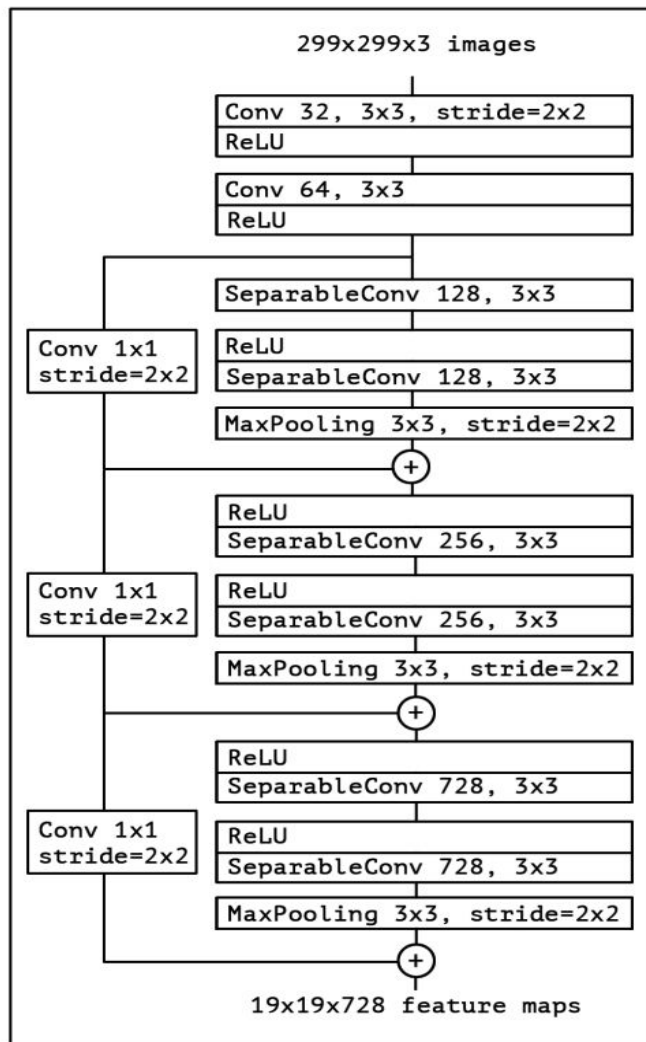 299x299x3 images
Conv 32, 3x3, stride=2x2
ReLU
Conv 64, 3x3
ReLU
SeparableConv 128, 3x3
Conv 1x1
stride=2x2
ReLU
SeparableConv 128, 3x3
MaxPooling 3x3, stride=2x2
+
ReLU
SeparableConv 256, 3x3
Conv 1x1
stride=2x2
ReLU
SeparableConv 256, 3x3
MaxPooling 3x3, stride=2x2
+
ReLU
SeparableConv 728, 3x3
Conv 1x1
stride=2x2
ReLU
SeparableConv 728, 3x3
MaxPooling 3x3, stride=2x2
+
19x19x728 feature maps